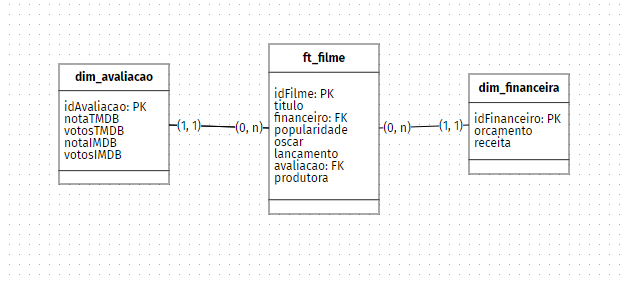 dim_avaliacao
idAvaliacao: PK
notaTMDB
votosTMDB
notaIMDB
votosIMDB
(1, 1)
(0, n)
ft_filme
idFilme: PK
titulo
financeiro: FK
popularidade
oscar
lancamento
avaliacao: FK
produtora
(0, n)
(1, 1)
dim_financeira
idFinanceiro: PK
orcamento
receita